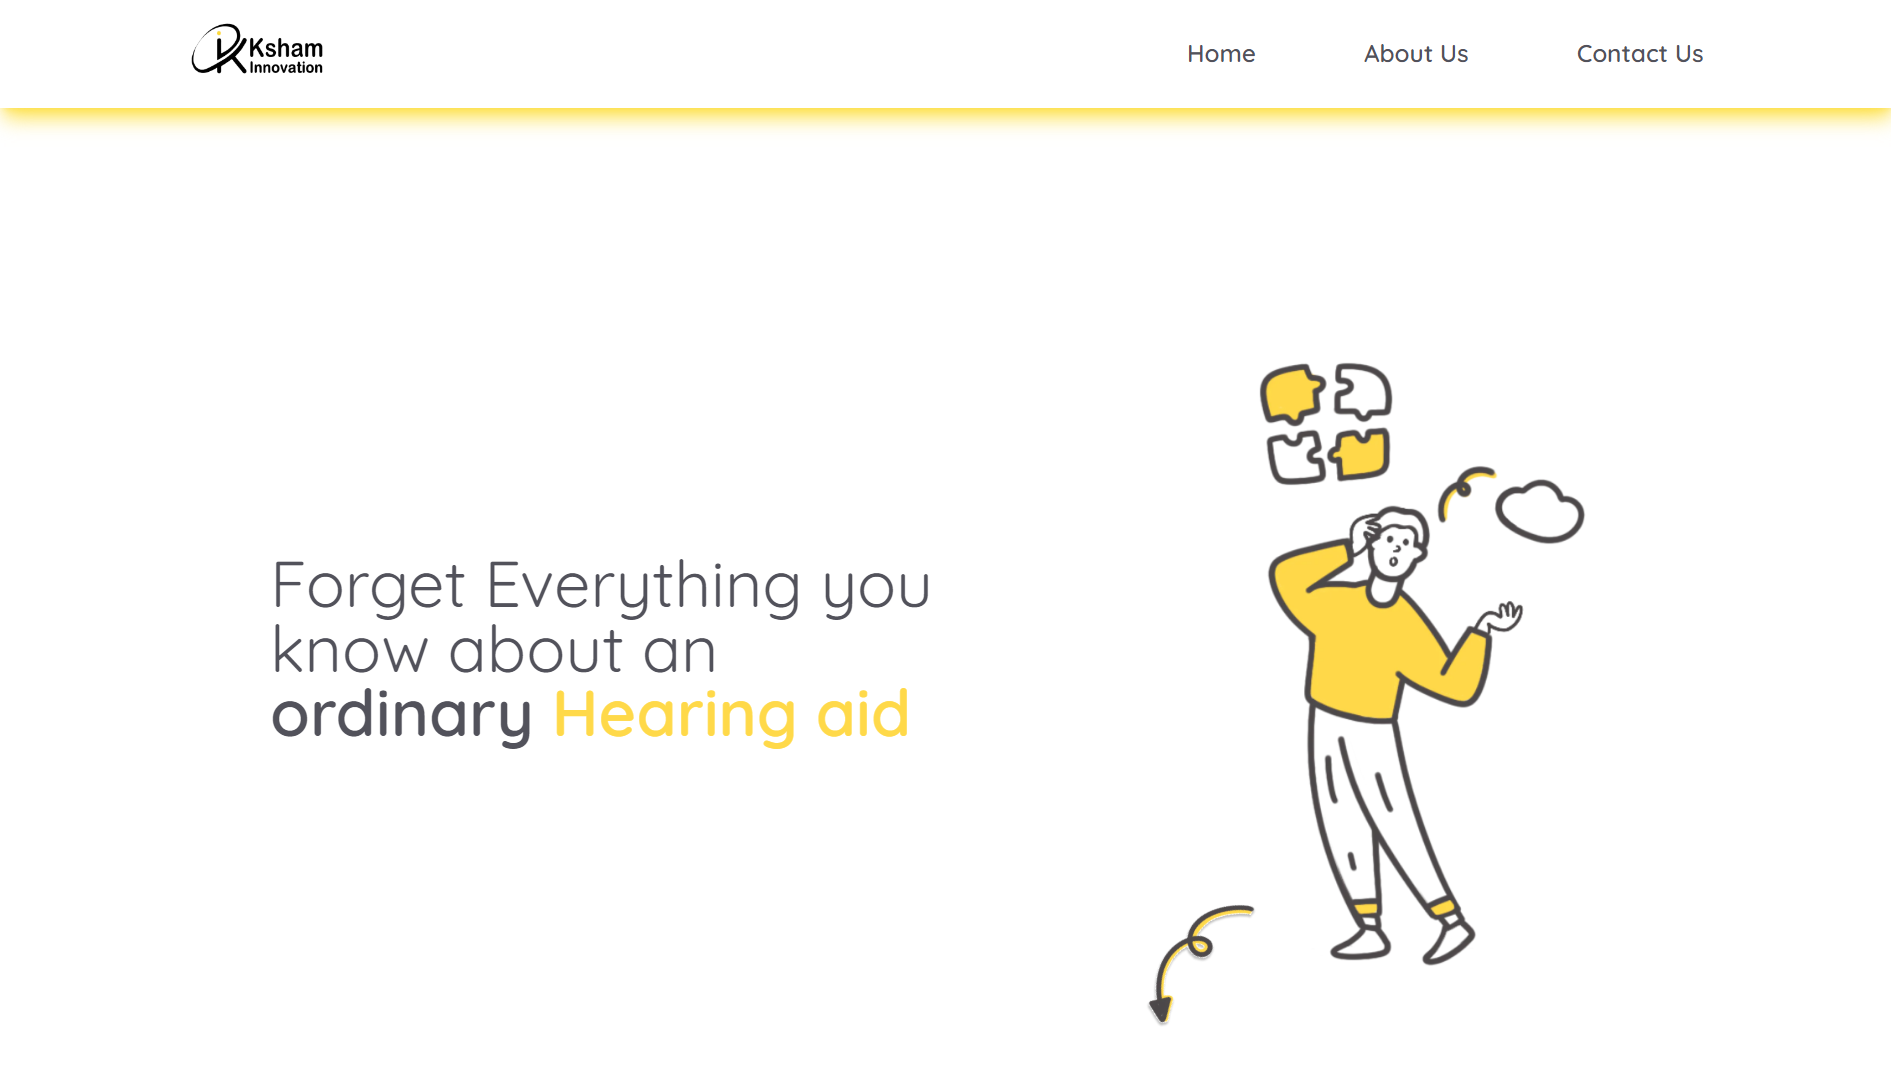 Ksham
Innovation
Home
About Us
Contact Us
Forget Everything you
know about an
ordinary Hearing aid